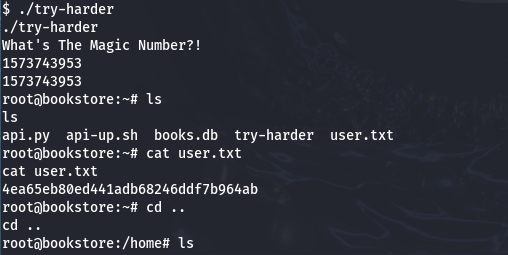 $ ./try-harder
./try-harder
What's The Magic Number?!
1573743953
1573743953
root@bookstore:~# ls
ls
api.py  api-up.sh  books.db  try-harder  user.txt
root@bookstore:~# cat user.txt
cat user.txt
4ea65eb80ed441adb68246ddf7b964ab
root@bookstore:~# cd ..
cd ..
root@bookstore:/home# ls